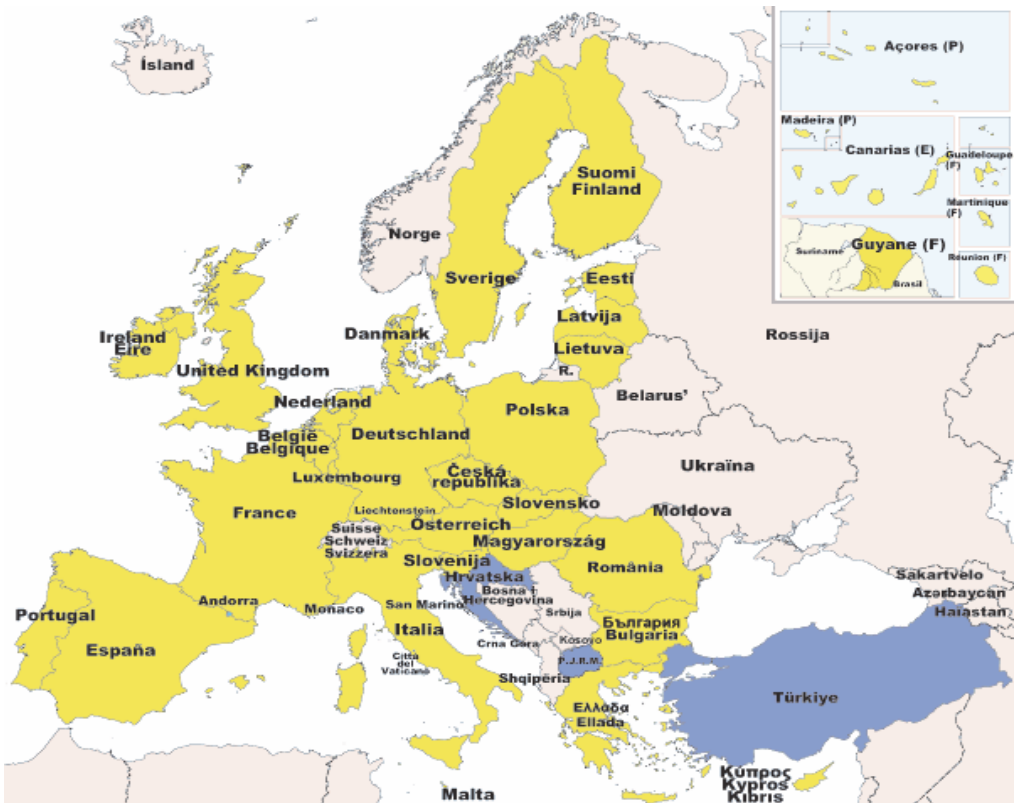 Ísland
Açores (P)
Madeira (P)
Canarias (E)
Guadeloupe
(F)
Martinique
(F)
Guyane (F)
Suriname
Brasil
Réunion (F)
Suomi
Finland
Norge
Sverige
Eesti
Latvija
Lietuva
R.
Rossija
Danmark
Ireland
Éire
United Kingdom
Nederland
Belarus’
Polska
België
Belgique
Deutschland
Luxembourg
Česká
republika
Ukraïna
Slovensko
Liechtenstein
France
Österreich
Moldova
Suisse
Schweiz
Svizzera
Magyarország
Slovenija
România
Hrvatska
Sakartvelo
Bosna i
Hercegovina
Azərbaycan
Haiastan
Andorra
Monaco
San Marino
Srbija
Portugal
España
Italia
България
Bulgaria
Crna Gora
Kosovo
Città
del
Vaticano
P.J.R.M.
Shqipëria
Türkiye
Ελλάδα
Ellada
Κύπρος
Kypros
Kıbrıs
Malta